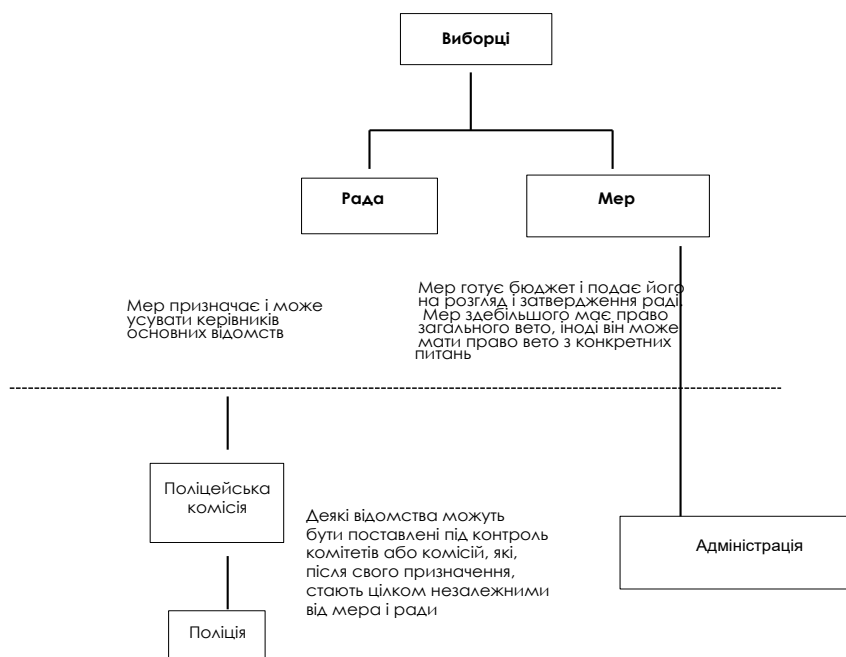 Виборці
Рада
Мер
Мер призначає і може
усувати керівників
основних відомств
Мер готує бюджет і подає його
на розгляд і затвердження раді.
Мер здебільшого має право
загального вето, іноді він може
мати право вето з конкретних
питань
Поліцейська
комісія
Деякі відомства можуть
бути поставлені під контроль
комітетів або комісій, які,
після свого призначення,
стають цілком незалежними
від мера і ради
Адміністрація
Поліція